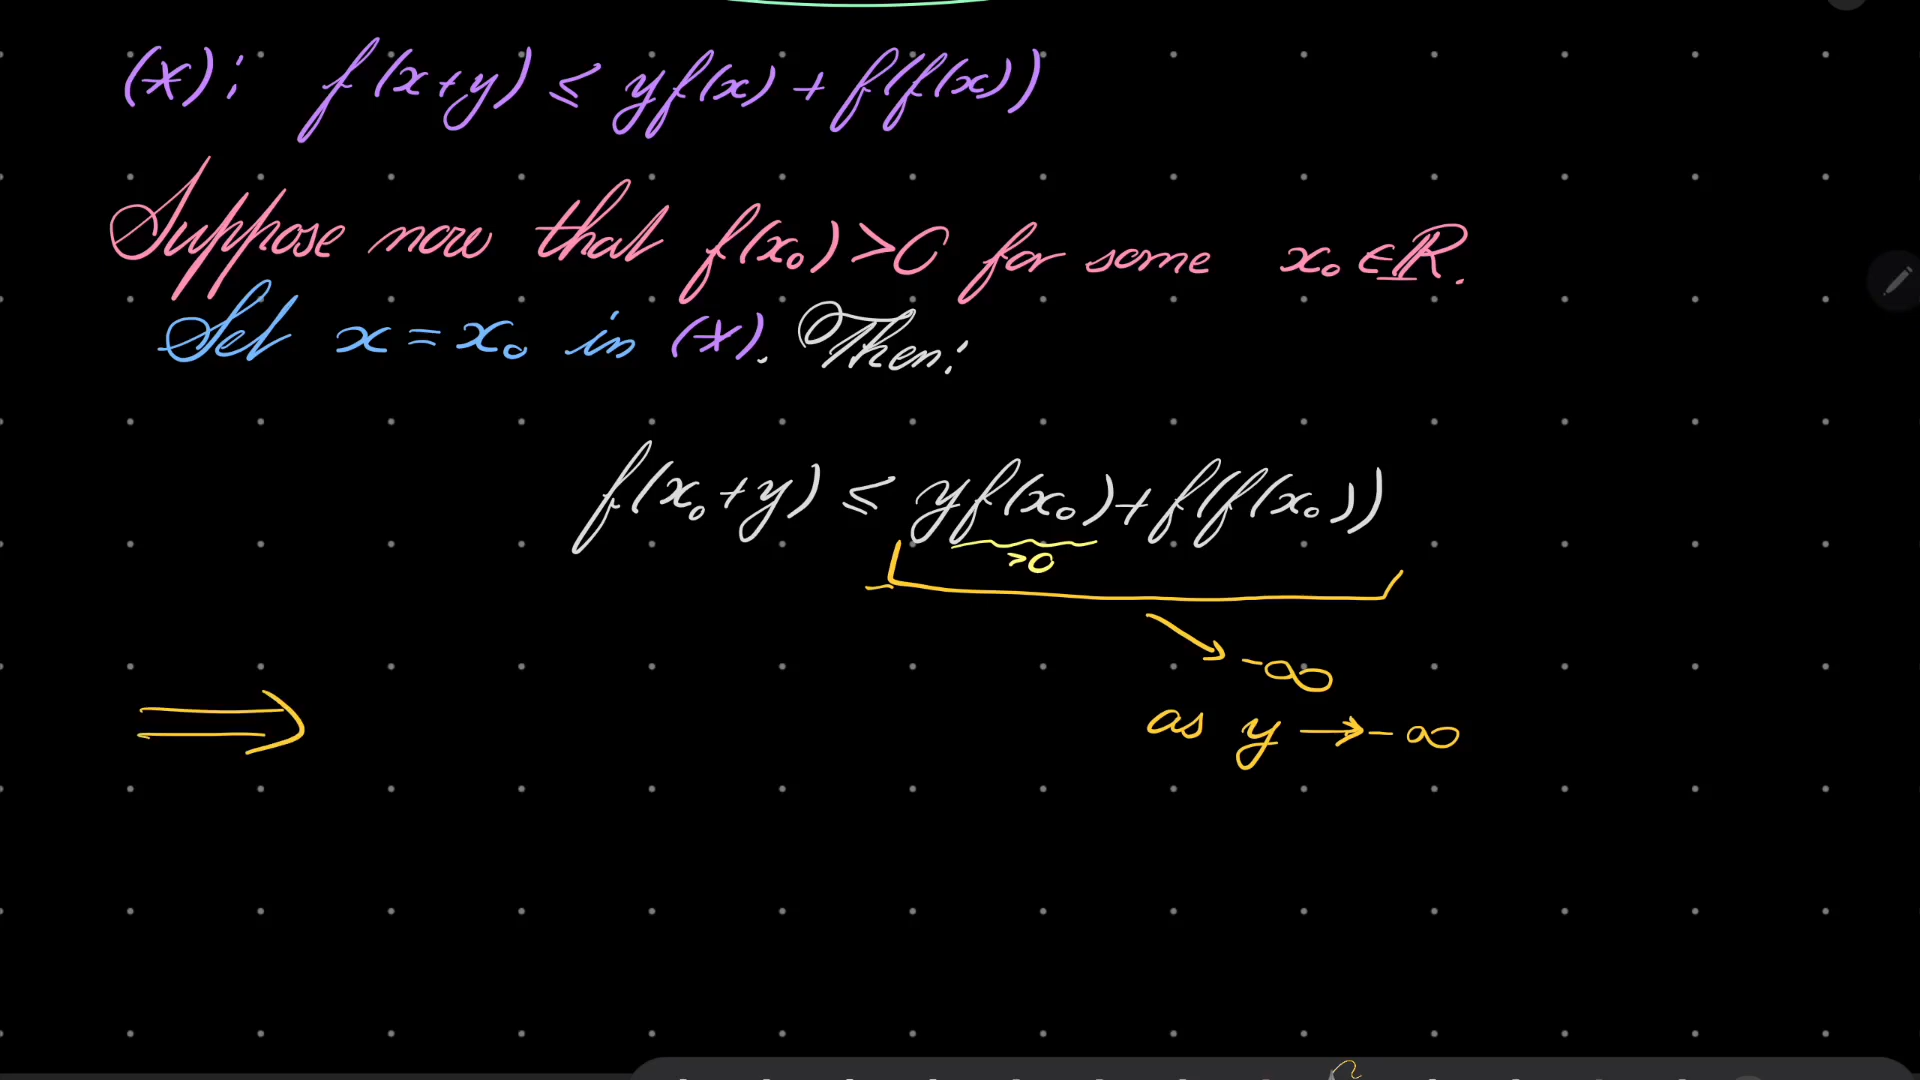 (*): f(x+y) ≤ yf(x) + f(f(x))
Suppose now that f(x₀)>0 for some x₀ ∈ ℝ.
Set x = x₀ in (*). Then:
f(x₀+y) ≤ yf(x₀) + f(f(x₀))
>0
→ -∞
⟹ as y → -∞